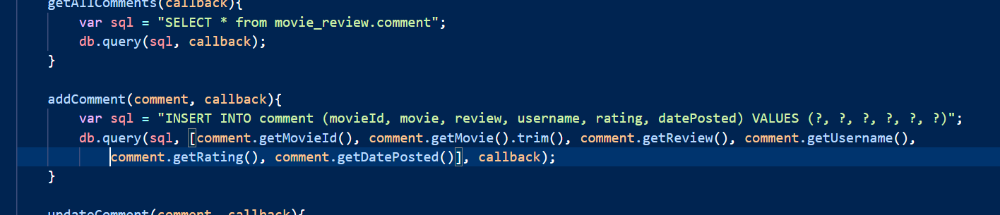 getAllComments(callback){
var sql = "SELECT * from movie_review.comment";
db.query(sql, callback);
}
addComment(comment, callback){
var sql = "INSERT INTO comment (movieId, movie, review, username, rating, datePosted) VALUES (?, ?, ?, ?, ?, ?)";
db.query(sql, [comment.getMovieId(), comment.getMovie().trim(), comment.getReview(), comment.getUsername(),
comment.getRating(), comment.getDatePosted()], callback);
}
updateComment(comment, callback){